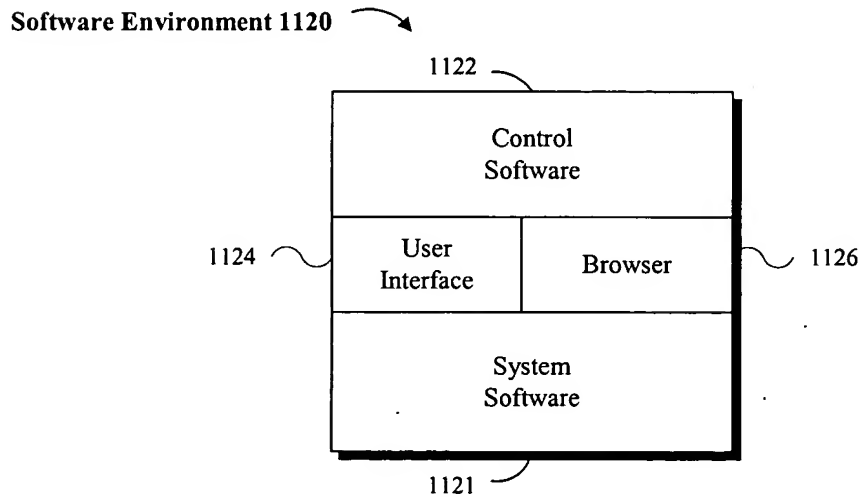 Software Environment 1120
1122
Control
Software
1124
User
Interface
Browser
1126
System
Software
1121